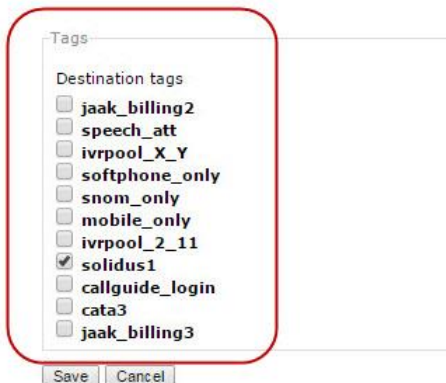 Tags
Destination tags
jaak_billing2
speech_att
ivrpool_X_Y
softphone_only
snom_only
mobile_only
ivrpool_2_11
solidus1
callguide_login
cata3
jaak_billing3
Save Cancel